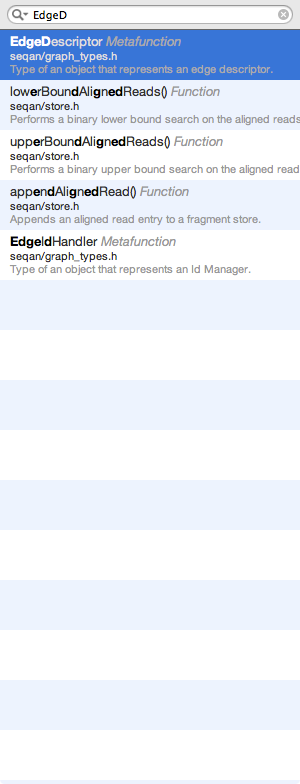 EdgeD
EdgeDescriptor Metafunction
seqan/graph_types.h
Type of an object that represents an edge descriptor.
lowerBoundAlignedReads() Function
seqan/store.h
Performs a binary lower bound search on the aligned reads
upperBoundAlignedReads() Function
seqan/store.h
Performs a binary upper bound search on the aligned read
appendAlignedRead() Function
seqan/store.h
Appends an aligned read entry to a fragment store.
EdgeIdHandler Metafunction
seqan/graph_types.h
Type of an object that represents an Id Manager.